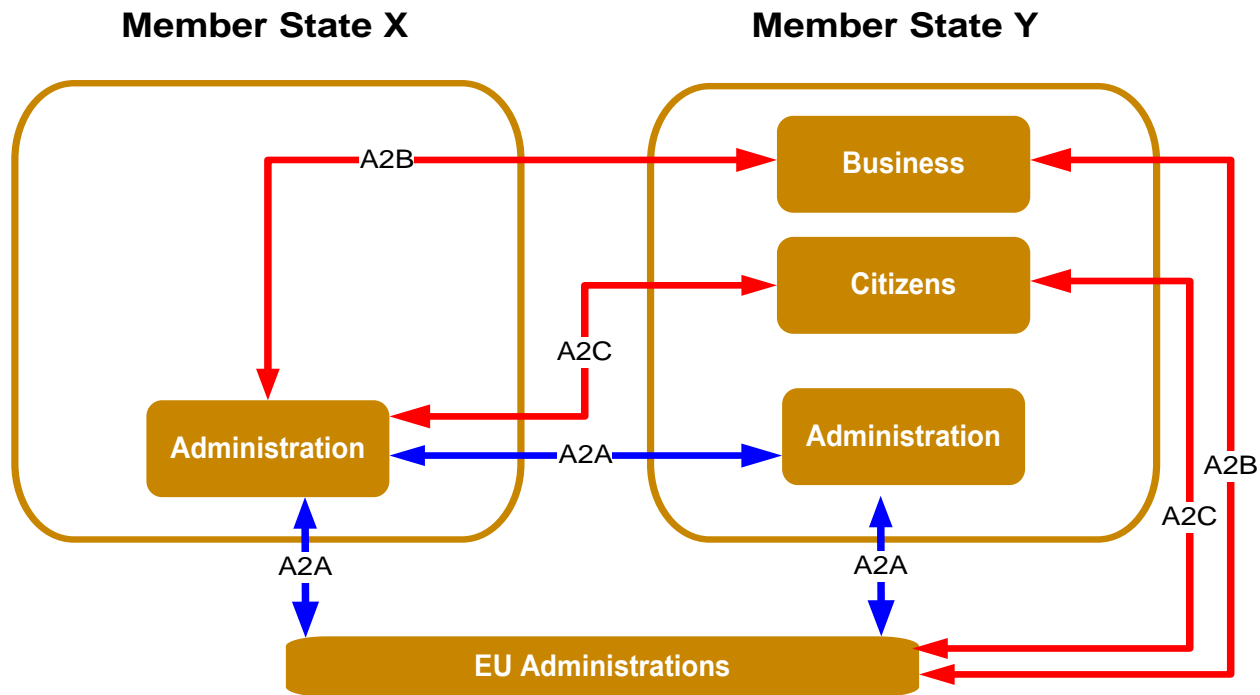 Member State X
Member State Y
A2B
Business
Citizens
A2C
Administration
Administration
A2A
A2B
A2C
A2A
A2A
EU Administrations